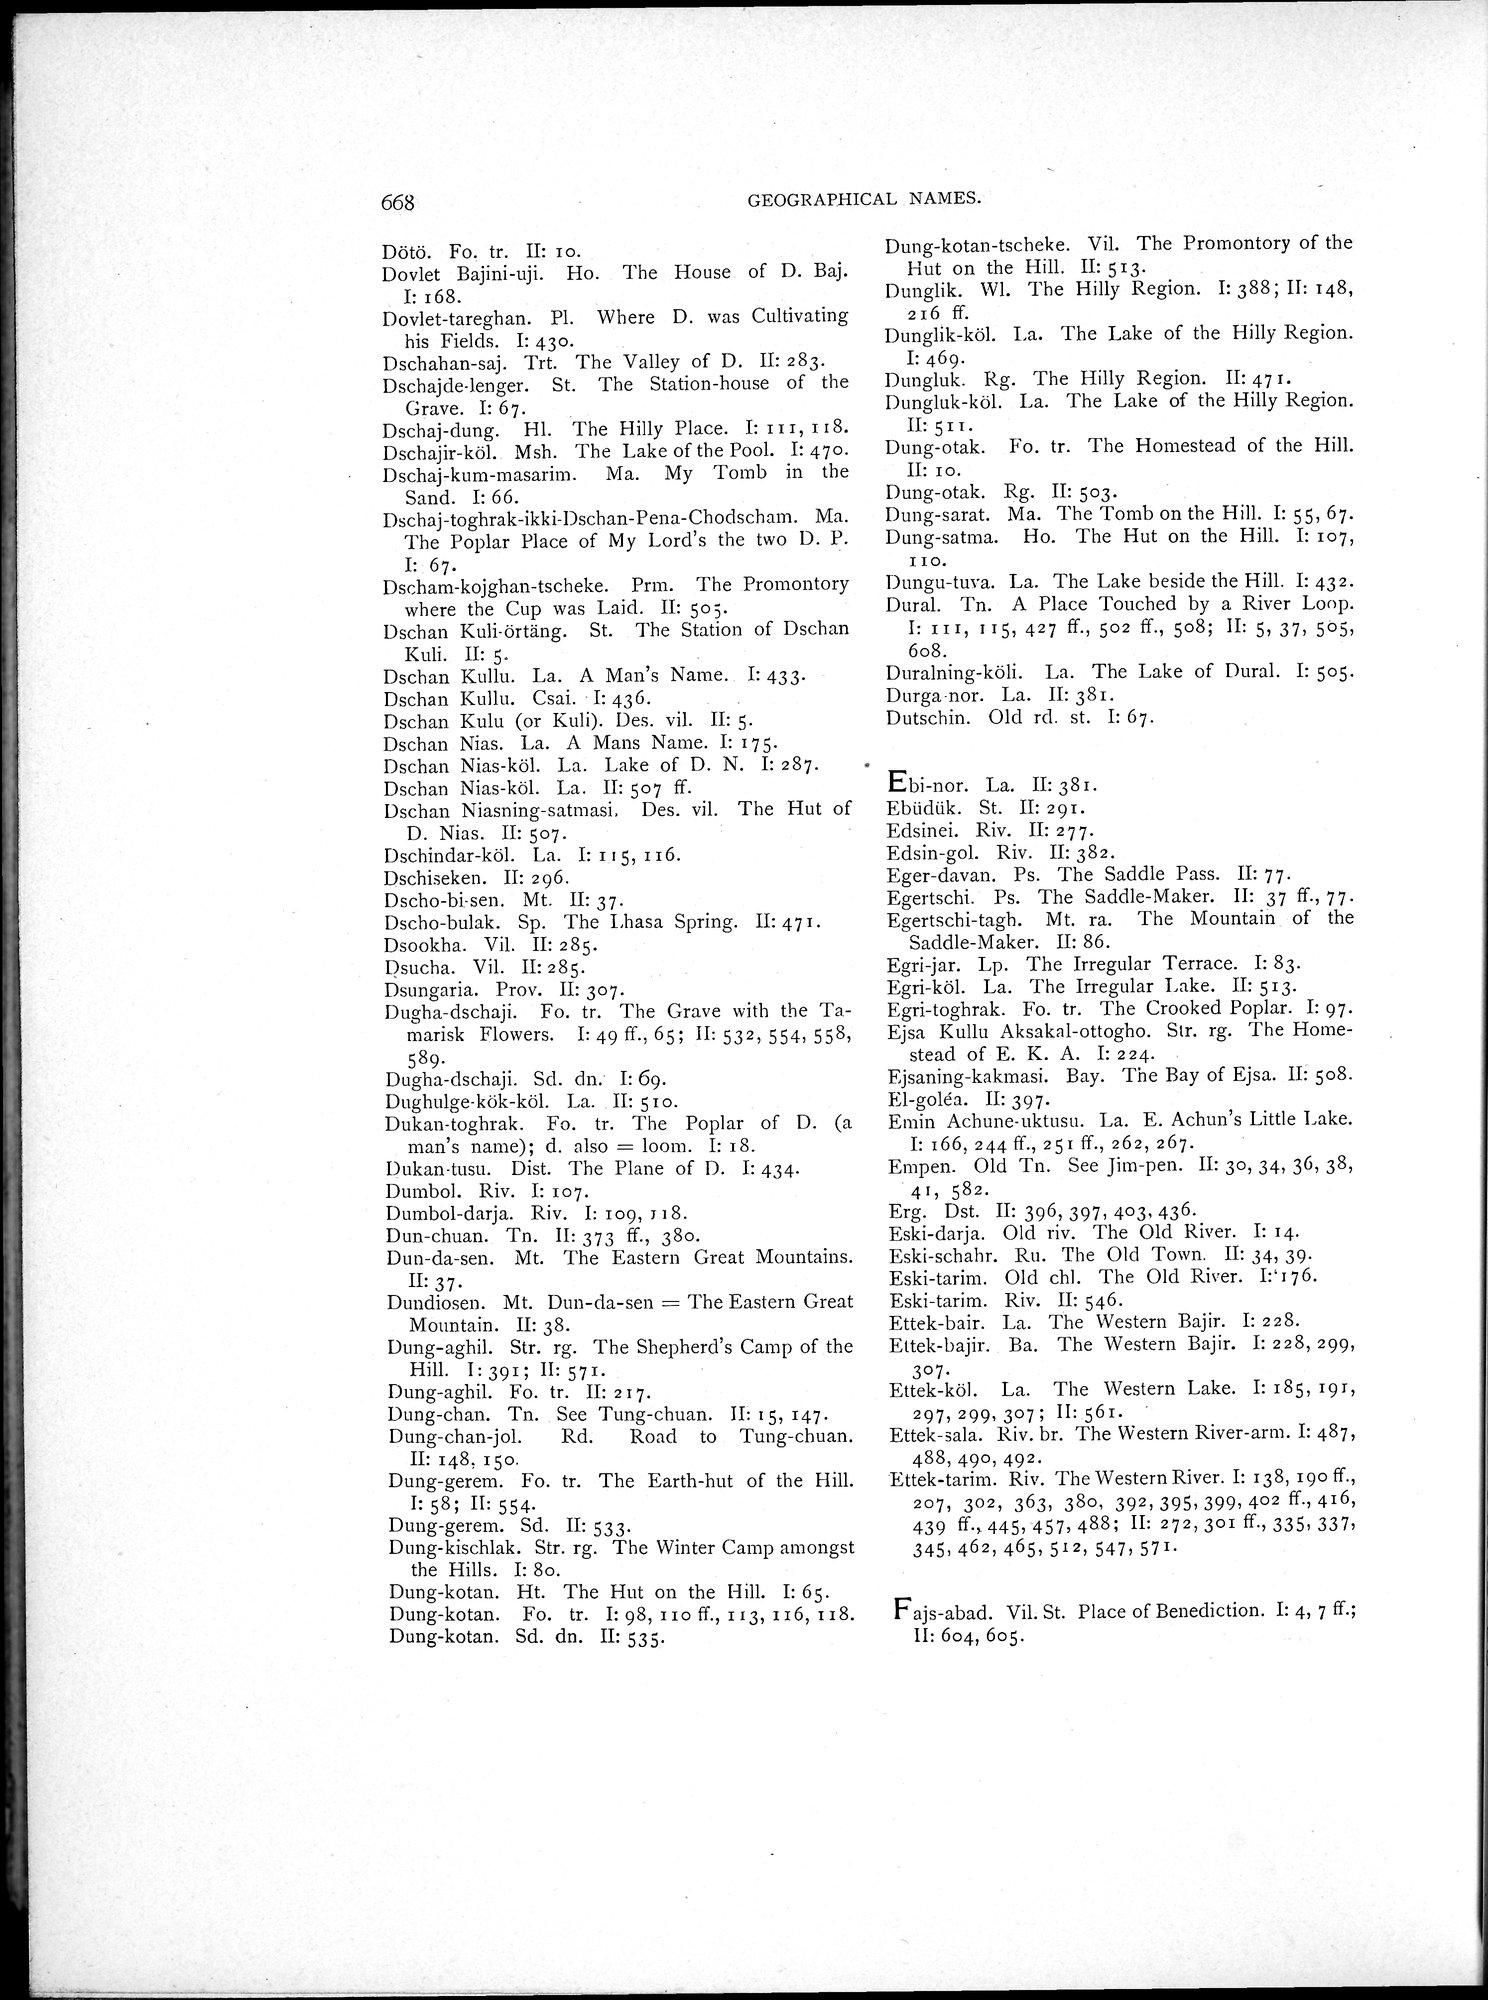 668
GEOGRAPHICAL NAMES.
Dötö. Fo. tr. II: 10.
Dovlet Bajini-uji. Ho. The House of D. Baj.
I: 168.
Dovlet-tareghan. Pl. Where D. was Cultivating
his Fields. I: 430.
Dschahan-saj. Trt. The Valley of D. II: 283.
Dschajde-lenger. St. The Station-house of the
Grave. I: 67.
Dschaj-dung. Hl. The Hilly Place. I: 111, 118.
Dschajir-köl. Msh. The Lake of the Pool. I: 470.
Dschaj-kum-masarim. Ma. My Tomb in the
Sand. I: 66.
Dschaj-toghrak-ikki-Dschan-Pena-Chodscham. Ma.
The Poplar Place of My Lord's the two D. P.
I: 67.
Dscham-kojghan-tscheke. Prm. The Promontory
where the Cup was Laid. II: 505.
Dschan Kuli-örtäng. St. The Station of Dschan
Kuli. II: 5.
Dschan Kullu. La. A Man's Name. I: 433.
Dschan Kullu. Csai. I: 436.
Dschan Kulu (or Kuli). Des. vil. II: 5.
Dschan Nias. La. A Mans Name. I: 175.
Dschan Nias-köl. La. Lake of D. N. I: 287.
Dschan Nias-köl. La. II: 507 ff.
Dschan Niasning-satmasi. Des. vil. The Hut of
D. Nias. II: 507.
Dschindar-köl. La. I: 115, 116.
Dschiseken. II: 296.
Dscho-bi-sen. Mt. II: 37.
Dscho-bulak. Sp. The Lhasa Spring. II: 471.
Dsookha. Vil. II: 285.
Dsucha. Vil. II: 285.
Dsungaria. Prov. II: 307.
Dugha-dschaji. Fo. tr. The Grave with the Ta-
marisk Flowers. I: 49 ff., 65; II: 532, 554, 558,
589.
Dugha-dschaji. Sd. dn. I: 69.
Dughulge-kök-köl. La. II: 510.
Dukan-toghrak. Fo. tr. The Poplar of D. (a
man's name); d. also = loom. I: 18.
Dukan-tusu. Dist. The Plane of D. I: 434.
Dumbol. Riv. I: 107.
Dumbol-darja. Riv. I: 109, 118.
Dun-chuan. Tn. II: 373 ff., 380.
Dun-da-sen. Mt. The Eastern Great Mountains.
II: 37.
Dundiosen. Mt. Dun-da-sen = The Eastern Great
Mountain. II: 38.
Dung-aghil. Str. rg. The Shepherd's Camp of the
Hill. I: 391; II: 571.
Dung-aghil. Fo. tr. II: 217.
Dung-chan. Tn. See Tung-chuan. II: 15, 147.
Dung-chan-jol. Rd. Road to Tung-chuan.
II: 148, 150.
Dung-gerem. Fo. tr. The Earth-hut of the Hill.
I: 58; II: 554.
Dung-gerem. Sd. II: 533.
Dung-kischlak. Str. rg. The Winter Camp amongst
the Hills. I: 80.
Dung-kotan. Ht. The Hut on the Hill. I: 65.
Dung-kotan. Fo. tr. I: 98, 110 ff., 113, 116, 118.
Dung-kotan. Sd. dn. II: 535.
Dung-kotan-tscheke. Vil. The Promontory of the
Hut on the Hill. II: 513.
Dunglik. Wl. The Hilly Region. I: 388; II: 148,
216 ff.
Dunglik-köl. La. The Lake of the Hilly Region.
I: 469.
Dungluk. Rg. The Hilly Region. II: 471.
Dungluk-köl. La. The Lake of the Hilly Region.
II: 511.
Dung-otak. Fo. tr. The Homestead of the Hill.
II: 10.
Dung-otak. Rg. II: 503.
Dung-sarat. Ma. The Tomb on the Hill. I: 55, 67.
Dung-satma. Ho. The Hut on the Hill. I: 107,
110.
Dungu-tuva. La. The Lake beside the Hill. I: 432.
Dural. Tn. A Place Touched by a River Loop.
I: 111, 115, 427 ff., 502 ff., 508; II: 5, 37, 505,
608.
Duralning-köli. La. The Lake of Dural. I: 505.
Durga-nor. La. II: 381.
Dutschin. Old rd. st. I: 67.
Ebi-nor. La. II: 381.
Ebüdük. St. II: 291.
Edsinei. Riv. II: 277.
Edsin-gol. Riv. II: 382.
Eger-davan. Ps. The Saddle Pass. II: 77.
Egertschi. Ps. The Saddle-Maker. II: 37 ff., 77.
Egertschi-tagh. Mt. ra. The Mountain of the
Saddle-Maker. II: 86.
Egri-jar. Lp. The Irregular Terrace. I: 83.
Egri-köl. La. The Irregular Lake. II: 513.
Egri-toghrak. Fo. tr. The Crooked Poplar. I: 97.
Ejsa Kullu Aksakal-ottogho. Str. rg. The Home-
stead of E. K. A. I: 224.
Ejsaning-kakmasi. Bay. The Bay of Ejsa. II: 508.
El-goléa. II: 397.
Emin Achune-uktusu. La. E. Achun's Little Lake.
I: 166, 244 ff., 251 ff., 262, 267.
Empen. Old Tn. See Jim-pen. II: 30, 34, 36, 38,
41, 582.
Erg. Dst. II: 396, 397, 403, 436.
Eski-darja. Old riv. The Old River. I: 14.
Eski-schahr. Ru. The Old Town. II: 34, 39.
Eski-tarim. Old chl. The Old River. I: 176.
Eski-tarim. Riv. II: 546.
Ettek-bair. La. The Western Bajir. I: 228.
Ettek-bajir. Ba. The Western Bajir. I: 228, 299,
307.
Ettek-köl. La. The Western Lake. I: 185, 191,
297, 299, 307; II: 561.
Ettek-sala. Riv. br. The Western River-arm. I: 487,
488, 490, 492.
Ettek-tarim. Riv. The Western River. I: 138, 190 ff.,
207, 302, 363, 380, 392, 395, 399, 402 ff., 416,
439 ff., 445, 457, 488; II: 272, 301 ff., 335, 337,
345, 462, 465, 512, 547, 571.
Fajs-abad. Vil. St. Place of Benediction. I: 4, 7 ff.;
II: 604, 605.